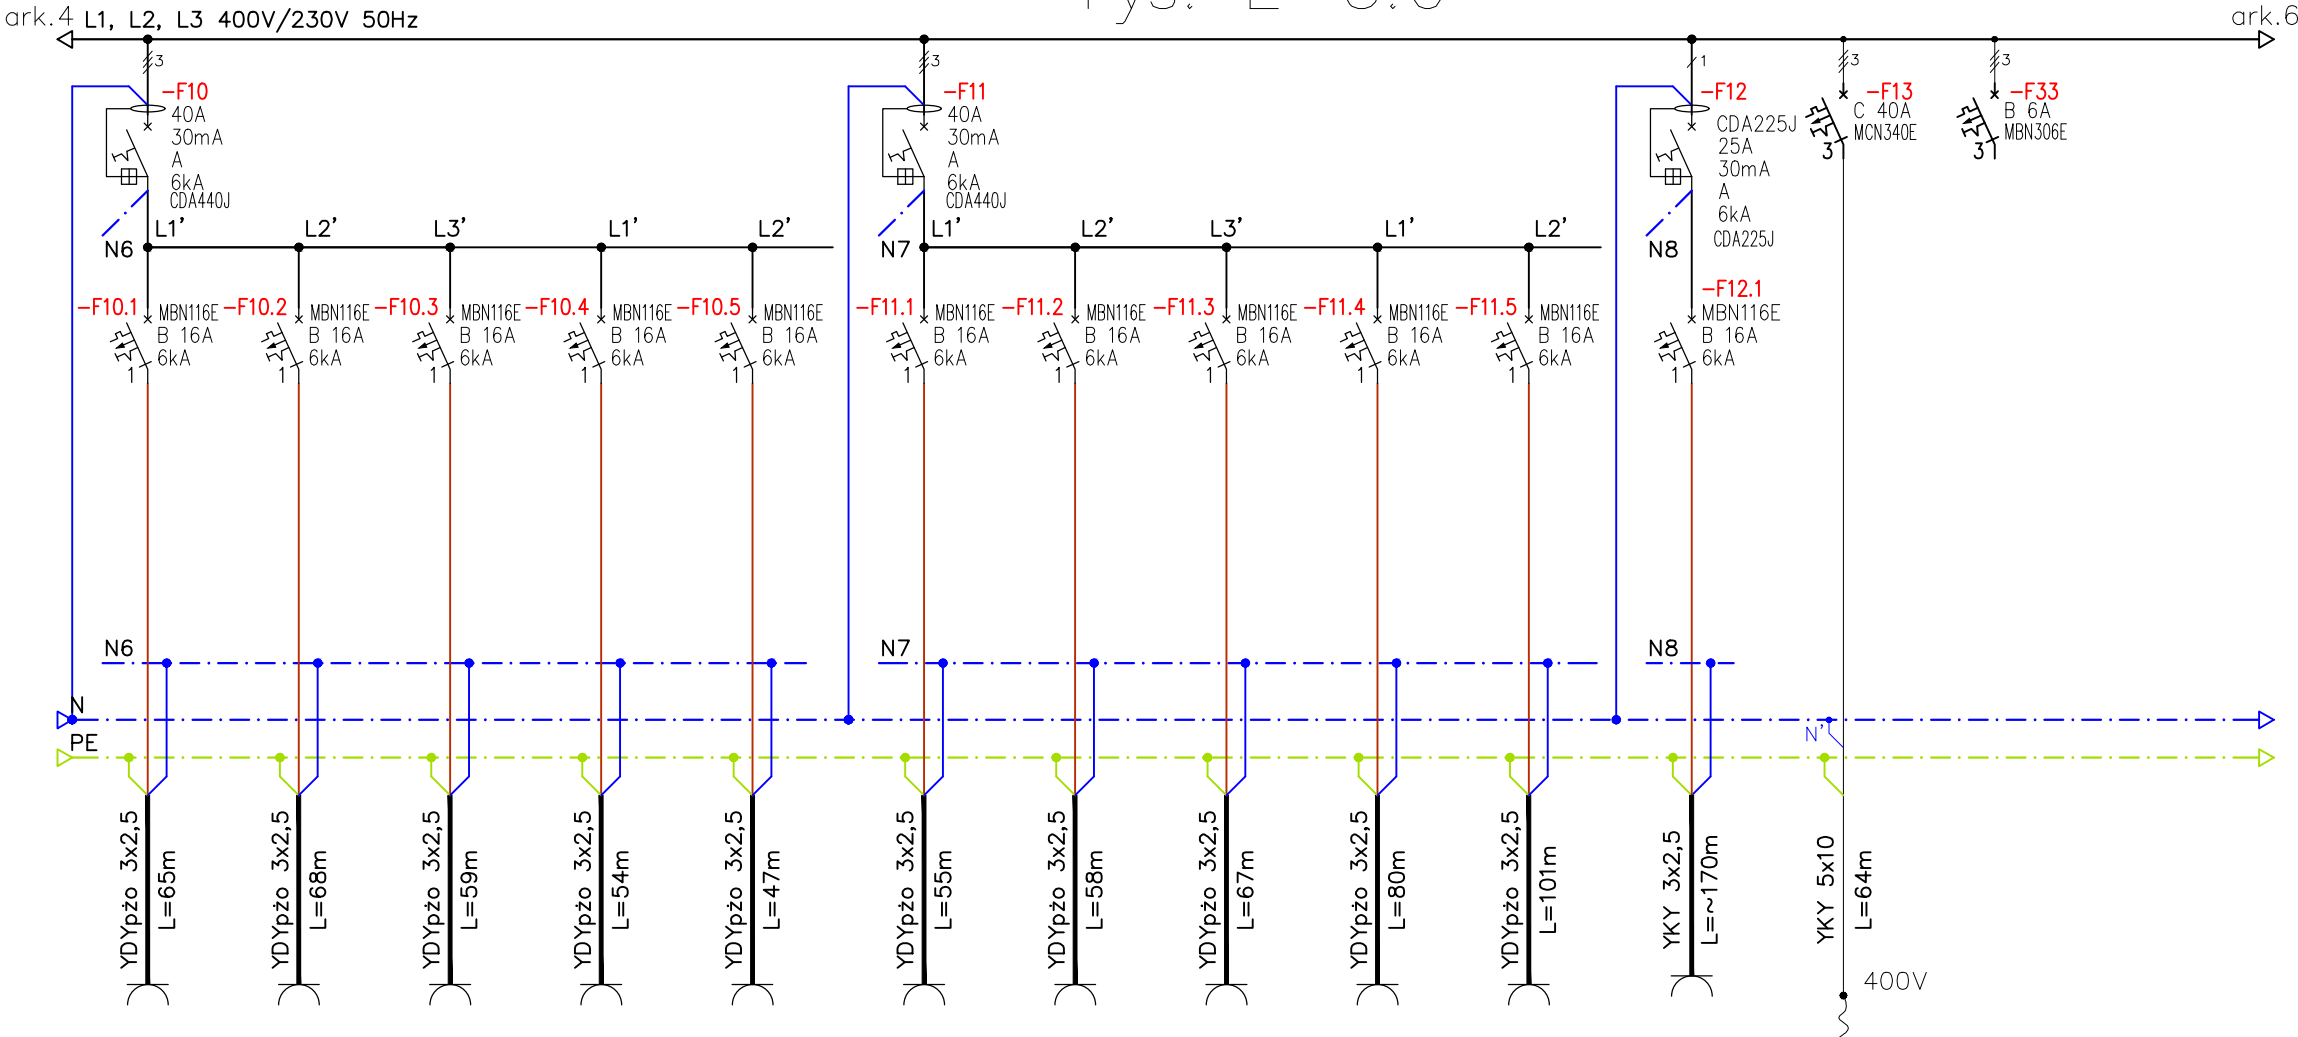 ark.4
L1, L2, L3 400V/230V 50Hz
ark.6
3
-F10
40A
30mA
A
6kA
CDA440J
N6
3
-F11
40A
30mA
A
6kA
CDA440J
N7
1
-F12
CDA225J
25A
30mA
A
6kA
CDA225J
N8
3
-F13
C 40A
MCN340E
3
3
-F33
B 6A
MBN306E
3
L1' L2' L3' L1' L2'
L1' L2' L3' L1' L2'
-F10.1
MBN116E
B 16A
6kA
1
-F10.2
MBN116E
B 16A
6kA
1
-F10.3
MBN116E
B 16A
6kA
1
-F10.4
MBN116E
B 16A
6kA
1
-F10.5
MBN116E
B 16A
6kA
1
-F11.1
MBN116E
B 16A
6kA
1
-F11.2
MBN116E
B 16A
6kA
1
-F11.3
MBN116E
B 16A
6kA
1
-F11.4
MBN116E
B 16A
6kA
1
-F11.5
MBN116E
B 16A
6kA
1
-F12.1
MBN116E
B 16A
6kA
1
N6
N7
N8
N
N'
PE
YDYpżo 3x2,5
L=65m
YDYpżo 3x2,5
L=68m
YDYpżo 3x2,5
L=59m
YDYpżo 3x2,5
L=54m
YDYpżo 3x2,5
L=47m
YDYpżo 3x2,5
L=55m
YDYpżo 3x2,5
L=58m
YDYpżo 3x2,5
L=67m
YDYpżo 3x2,5
L=80m
YDYpżo 3x2,5
L=101m
YKY 3x2,5
L=~170m
YKY 5x10
L=64m
400V